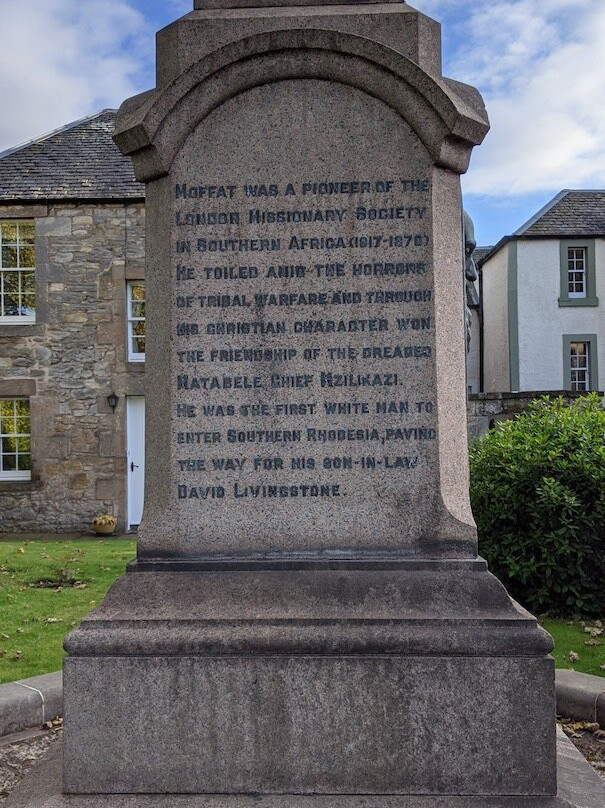 Moffat was a pioneer of the
London Missionary Society
in Southern Africa (1817-1870)
He toiled amid the horrors
of tribal warfare and through
his Christian character won
the friendship of the dreaded
Matabele Chief Mzilikazi.
He was the first white man to
enter Southern Rhodesia, paving
the way for his son-in-law
David Livingstone.